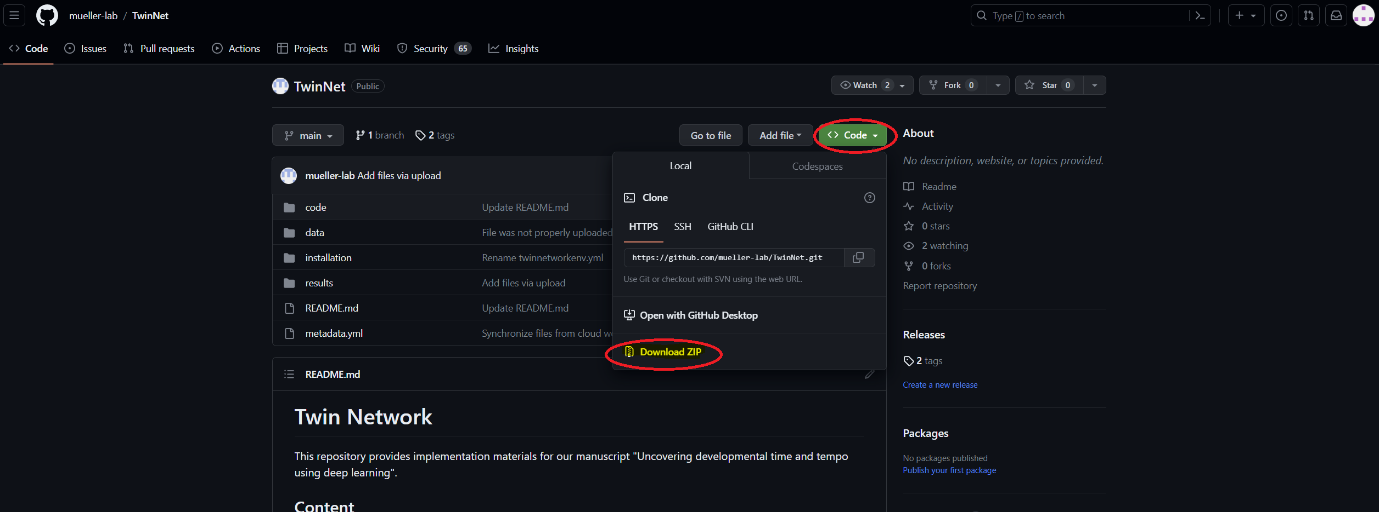 mueller-lab / TwinNet
Type / to search
Code
Issues
Pull requests
Actions
Projects
Wiki
Security 65
Insights
TwinNet Public
Watch 2
Fork 0
Star 0
main
1 branch
2 tags
Go to file
Add file
Code
mueller-lab Add files via upload
code Update README.md
data File was not properly uploaded
installation Rename twinnetworkenv.yml
results Add files via upload
README.md Update README.md
metadata.yml Synchronize files from cloud w
Local
Codespaces
Clone
HTTPS SSH GitHub CLI
https://github.com/mueller-lab/TwinNet.git
Use Git or checkout with SVN using the web URL.
Open with GitHub Desktop
Download ZIP
README.md
Twin Network
This repository provides implementation materials for our manuscript "Uncovering developmental time and tempo
using deep learning".
Content
About
No description, website, or topics provided.
Readme
Activity
0 stars
2 watching
0 forks
Report repository
Releases
2 tags
Create a new release
Packages
No packages published
Publish your first package